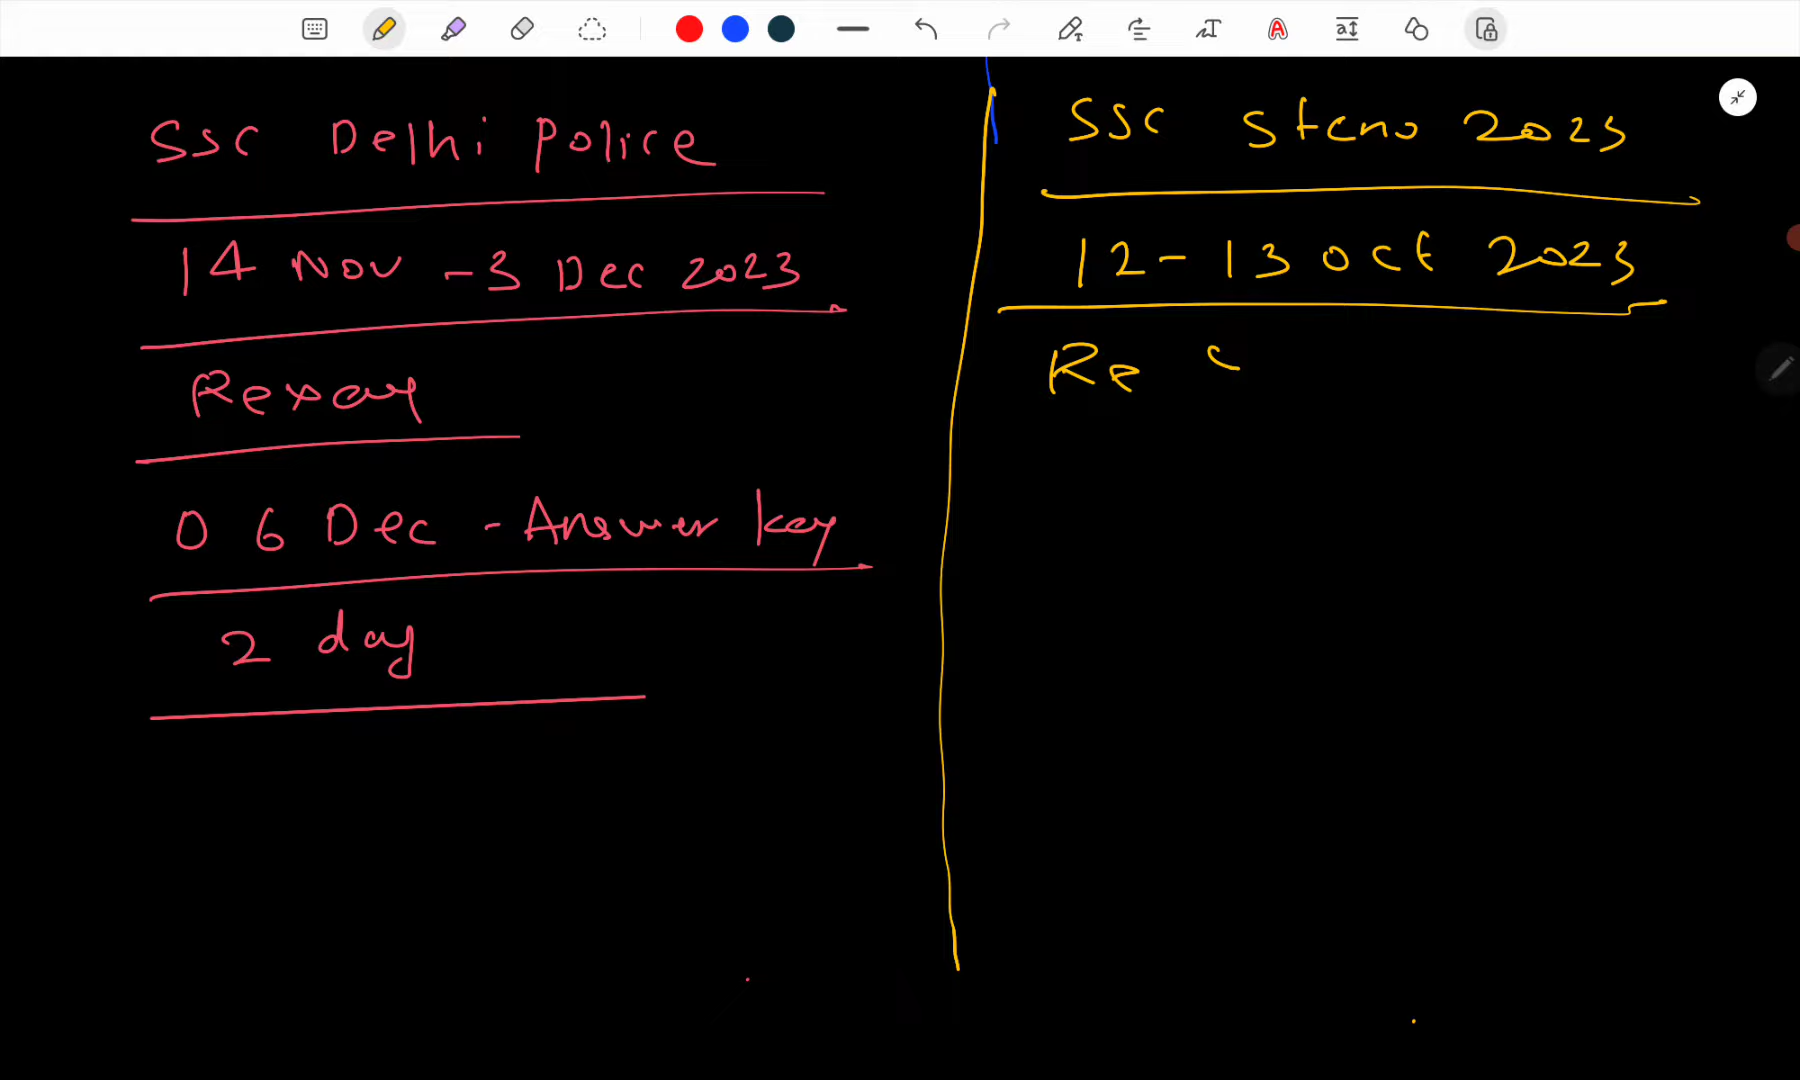 SSC Delhi Police
14 Nov - 3 Dec 2023
06 Dec - Answer key
2 day
SSC Steno 2023
12-13 Oct 2023
Re